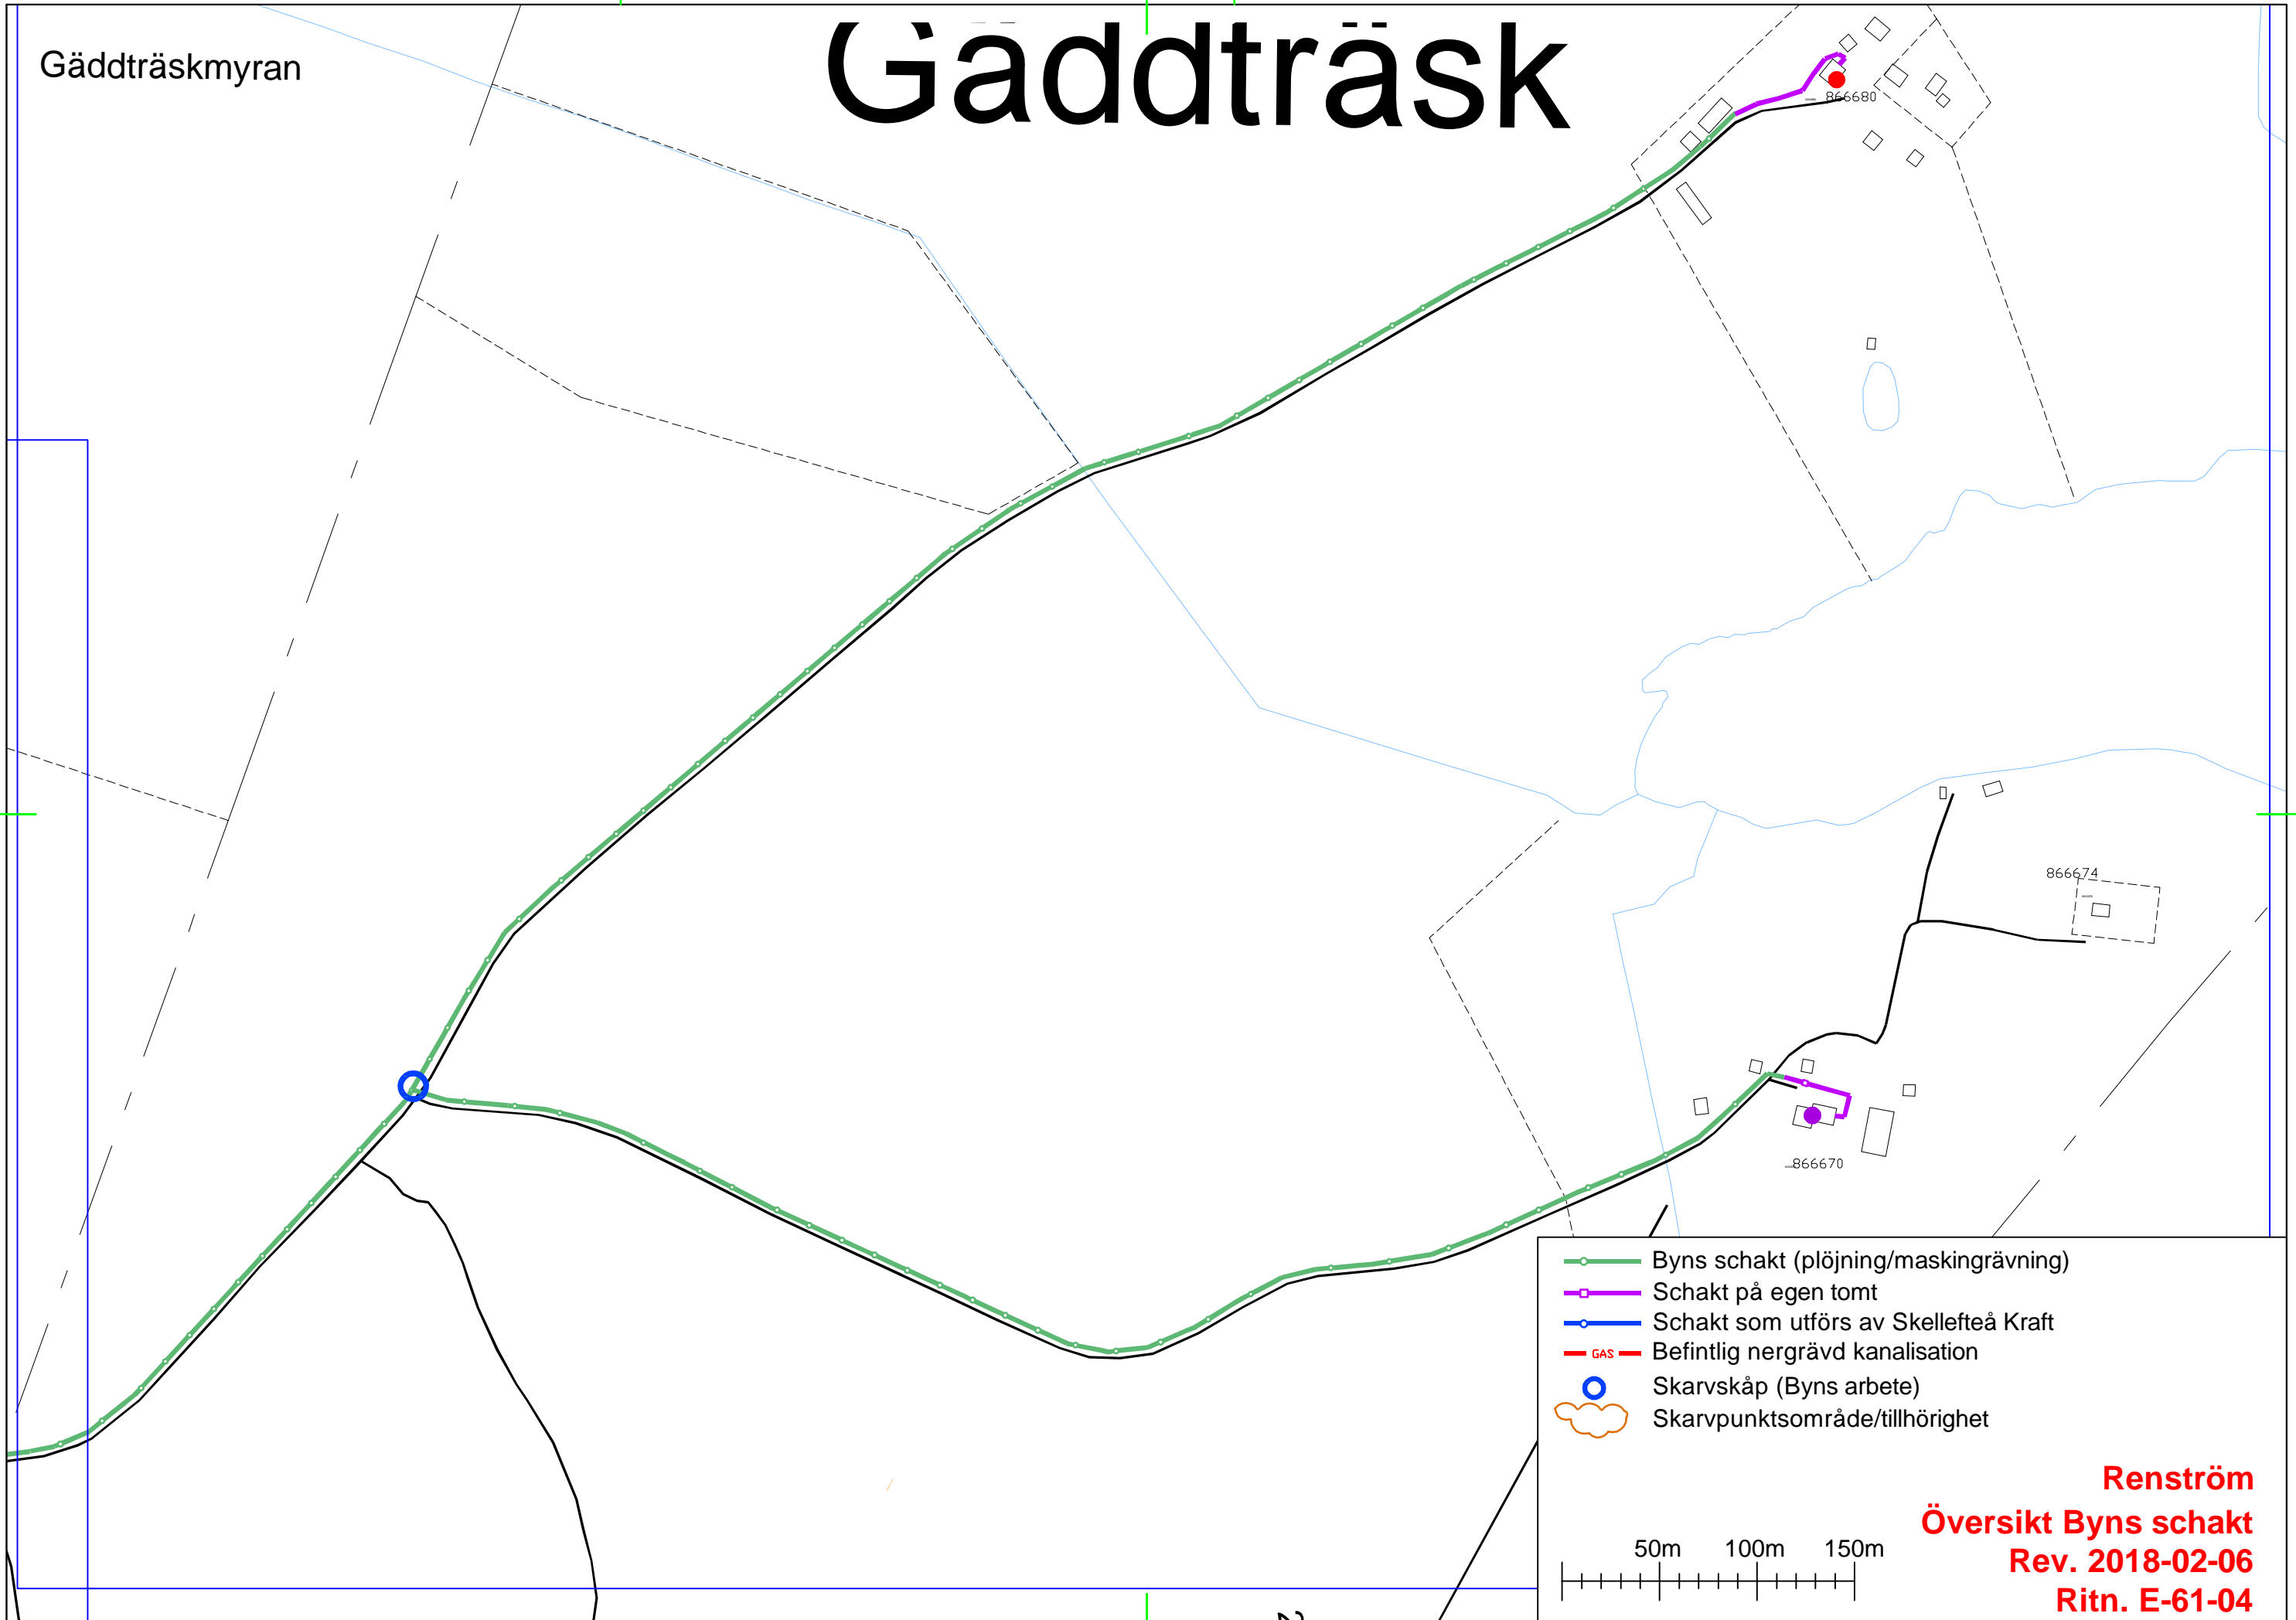 Gäddträsk
Gäddträskmyran
866680
866674
866670
Byns schakt (plöjning/maskingrävning)
Schakt på egen tomt
Schakt som utförs av Skellefteå Kraft
GAS Befintlig nergrävd kanalisation
Skarvskåp (Byns arbete)
Skarvpunktsområde/tillhörighet
Renström
Översikt Byns schakt
Rev. 2018-02-06
Ritn. E-61-04
50m 100m 150m